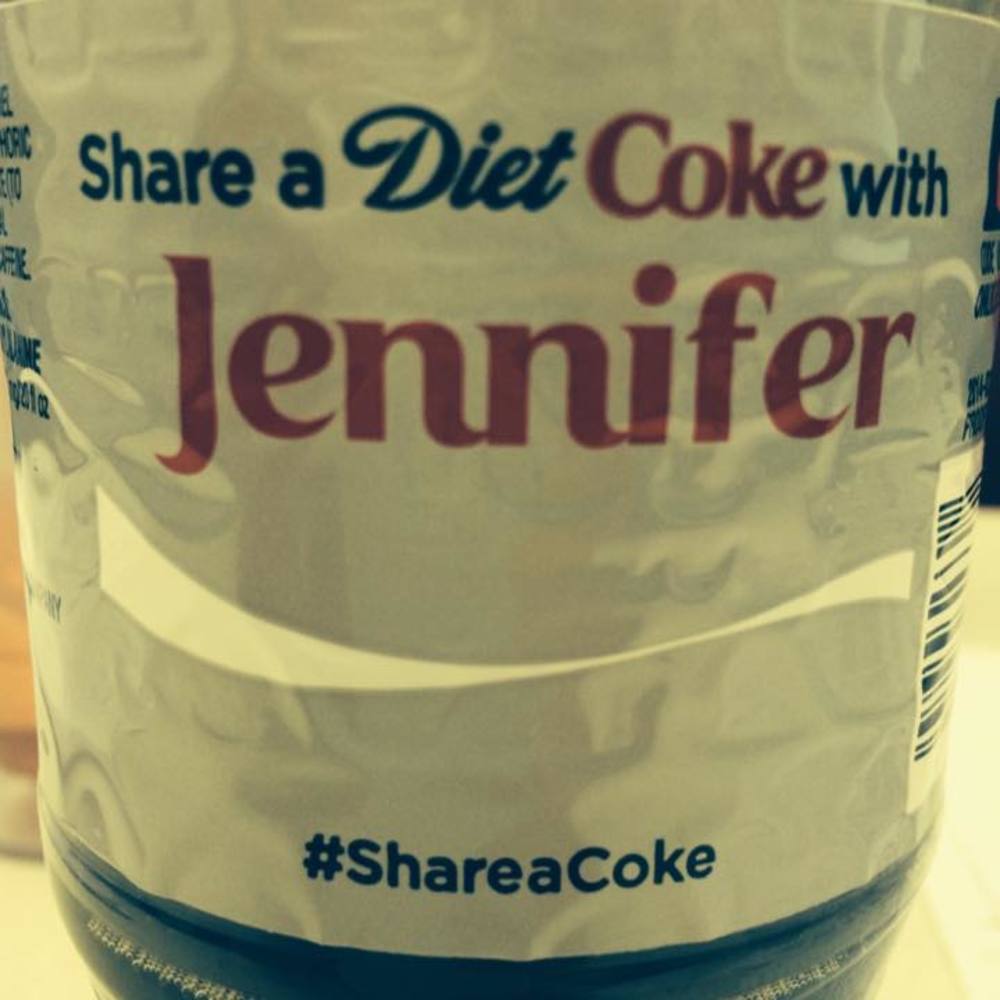 Share a Diet Coke with
Jennifer
#ShareaCoke